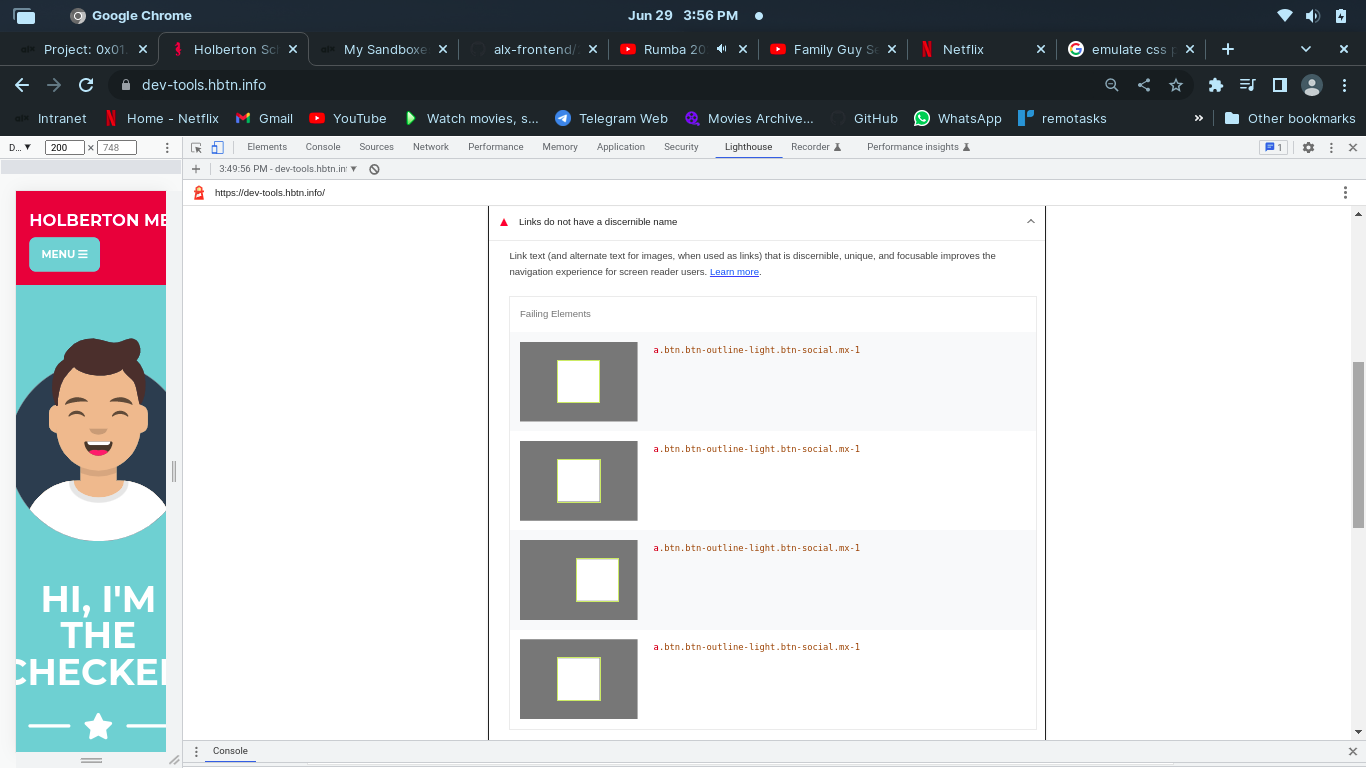 Google Chrome
Jun 29 3:56 PM
Project: 0x01.
Holberton Sc
My Sandboxe
alx-frontend/
Rumba 20
Family Guy Se
Netflix
emulate css p
dev-tools.hbtn.info
Intranet
Home - Netflix
Gmail
YouTube
Watch movies, s...
Telegram Web
Movies Archive...
GitHub
WhatsApp
remotasks
»
Other bookmarks
D... ▼ 200 × 748
Elements Console Sources Network Performance Memory Application Security Lighthouse Recorder Performance insights 1
3:49:56 PM - dev-tools.hbtn.in ▼
https://dev-tools.hbtn.info/
HOLBERTON ME
MENU
HI, I'M
THE
CHECKER
Links do not have a discernible name
Link text (and alternate text for images, when used as links) that is discernible, unique, and focusable improves the
navigation experience for screen reader users. Learn more.
Failing Elements
a.btn.btn-outline-light.btn-social.mx-1
a.btn.btn-outline-light.btn-social.mx-1
a.btn.btn-outline-light.btn-social.mx-1
a.btn.btn-outline-light.btn-social.mx-1
Console